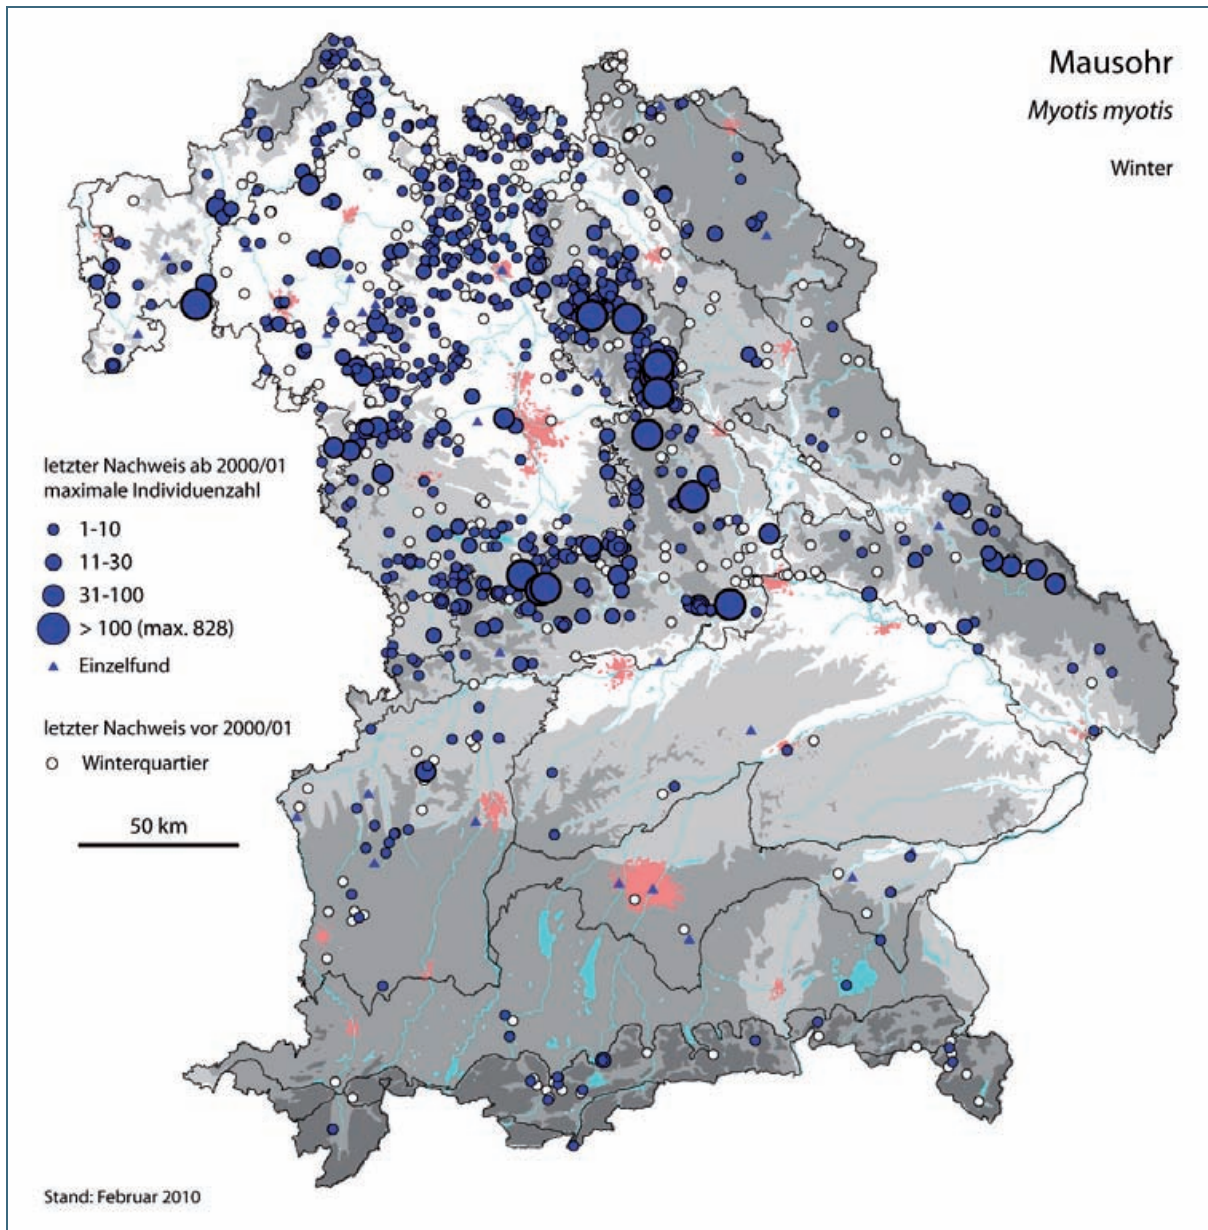 Mausohr
Myotis myotis
Winter
letzter Nachweis ab 2000/01
maximale Individuenzahl
1-10
11-30
31-100
> 100 (max. 828)
Einzelfund
letzter Nachweis vor 2000/01
Winterquartier
50 km
Stand: Februar 2010